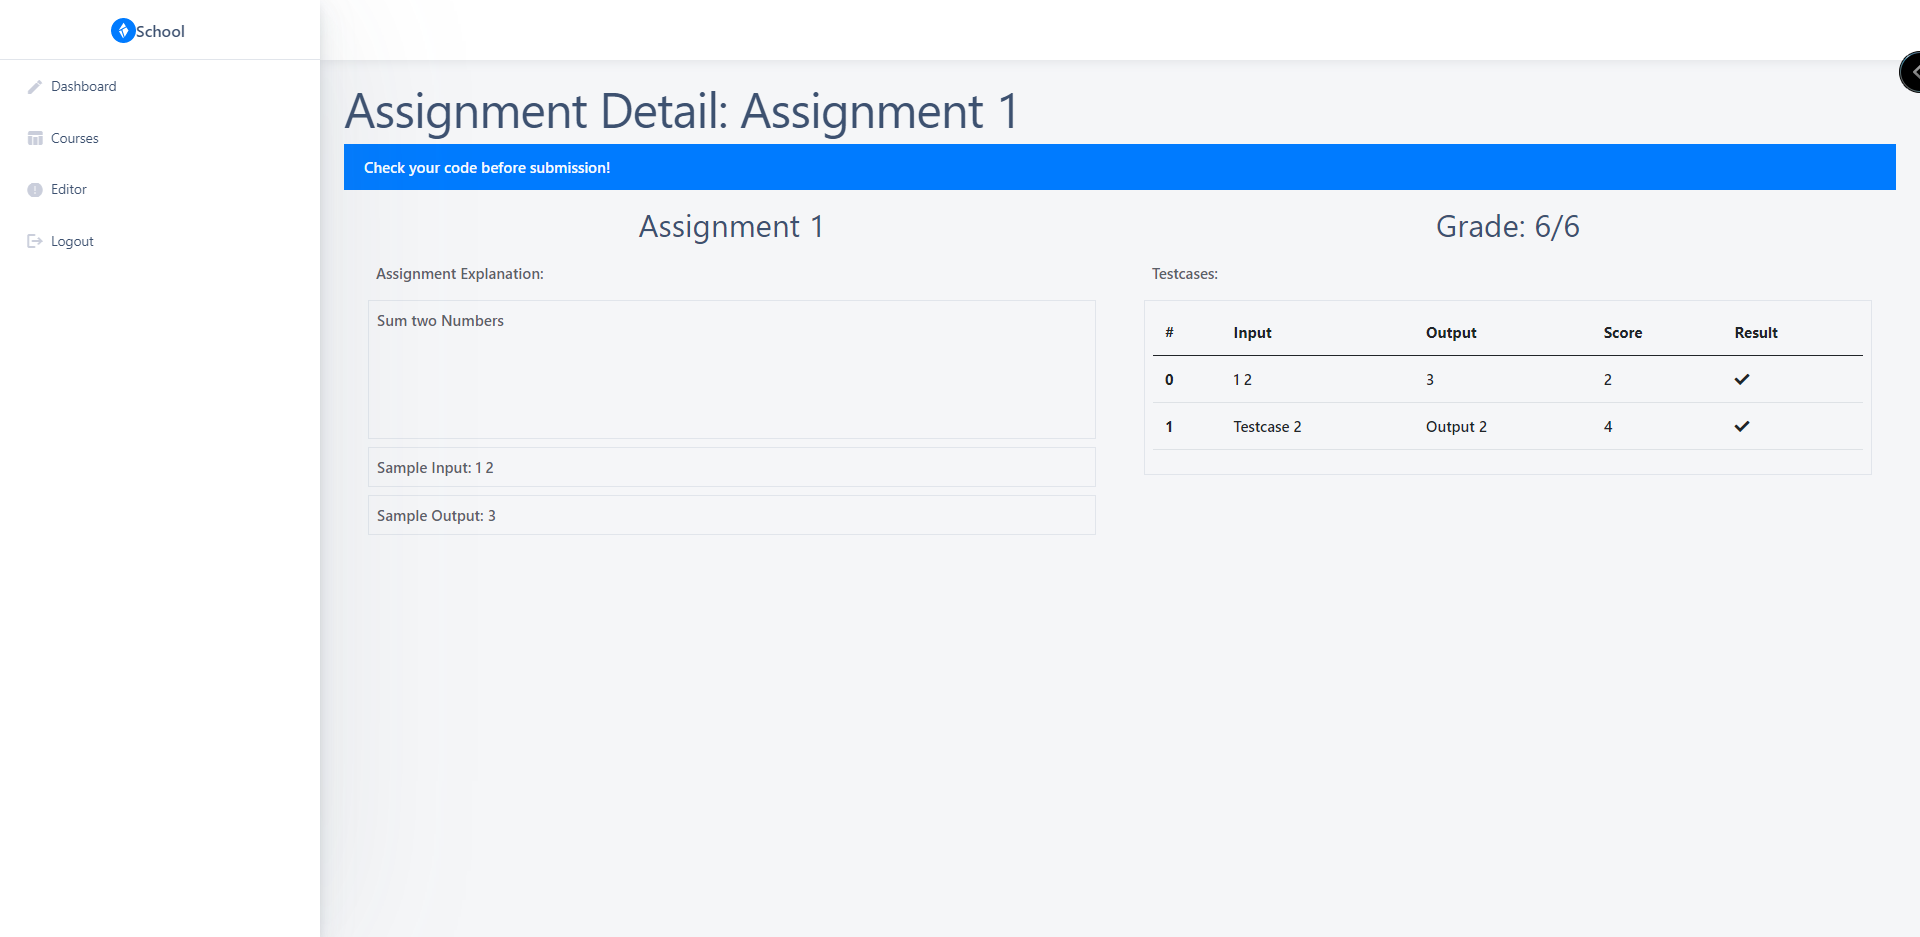 School
Dashboard
Courses
Editor
Logout
Assignment Detail: Assignment 1
Check your code before submission!
Assignment 1
Assignment Explanation:
Sum two Numbers
Sample Input: 1 2
Sample Output: 3
Grade: 6/6
Testcases:
# Input Output Score Result
0 1 2 3 2
1 Testcase 2 Output 2 4